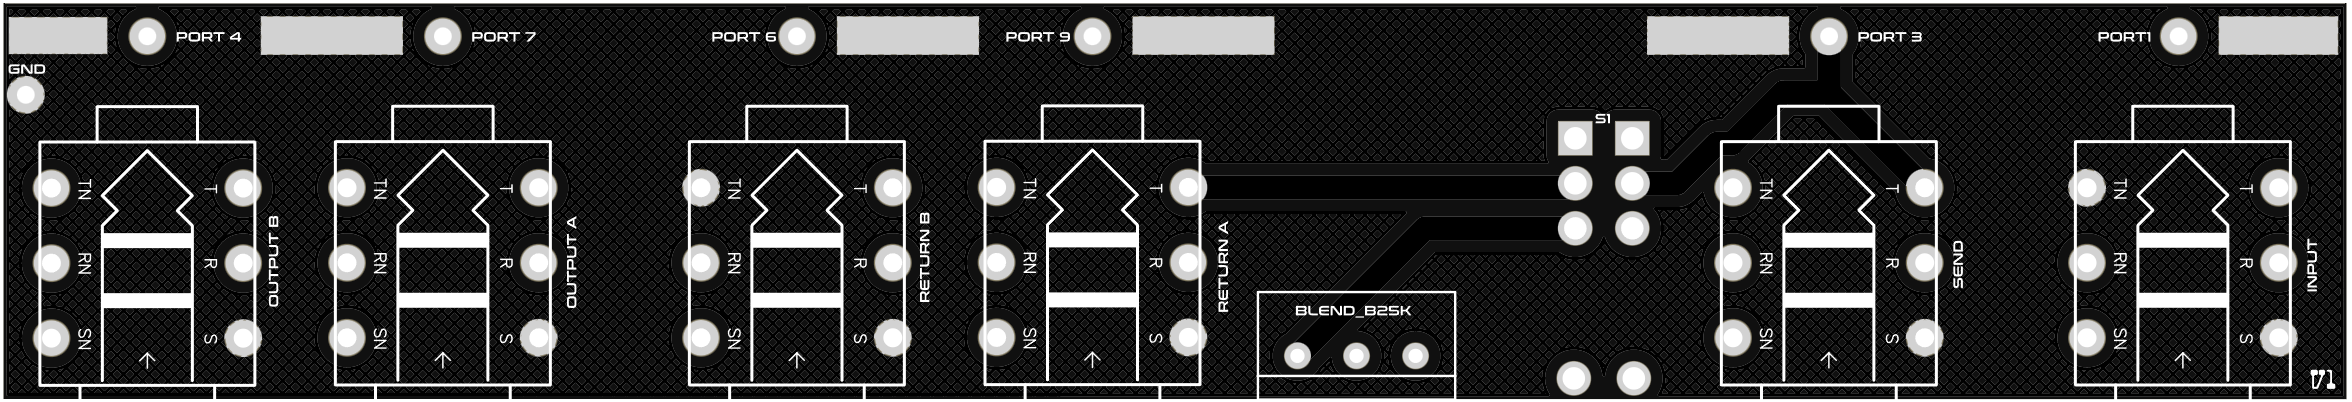 PORT 4
PORT 7
PORT 6
PORT 9
PORT 3
PORT1
GND
S1
TN
T
TN
T
TN
T
TN
T
TN
T
TN
T
RN
R
RN
R
RN
R
RN
R
RN
R
RN
R
SN
S
SN
S
SN
S
SN
S
SN
S
SN
S
OUTPUT B
OUTPUT A
RETURN B
RETURN A
SEND
INPUT
BLEND_B25K
V1